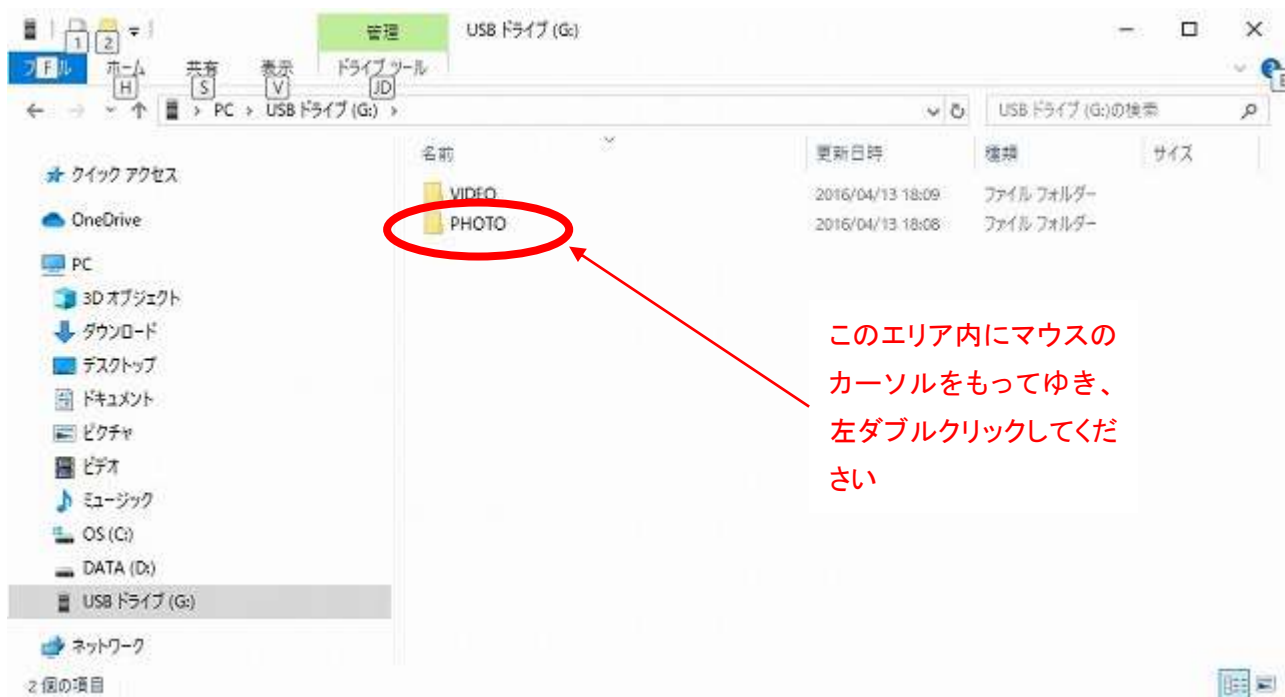 1 2
管理 USB ドライブ (G:)
ファイル F ホーム 共有 表示 ドライブ ツール
H S V JD
> PC > USB ドライブ (G:) > USB ドライブ (G:)の検索
名前 更新日時 種類 サイズ
クイック アクセス
VIDEO 2016/04/13 18:09 ファイル フォルダー
OneDrive
PHOTO 2016/04/13 18:08 ファイル フォルダー
PC
3D オブジェクト
ダウンロード
デスクトップ
ドキュメント
ピクチャ
ビデオ
ミュージック
OS (C:)
DATA (D:)
USB ドライブ (G:)
ネットワーク
このエリア内にマウスの
カーソルをもってゆき、
左ダブルクリックしてくだ
さい
2 個の項目